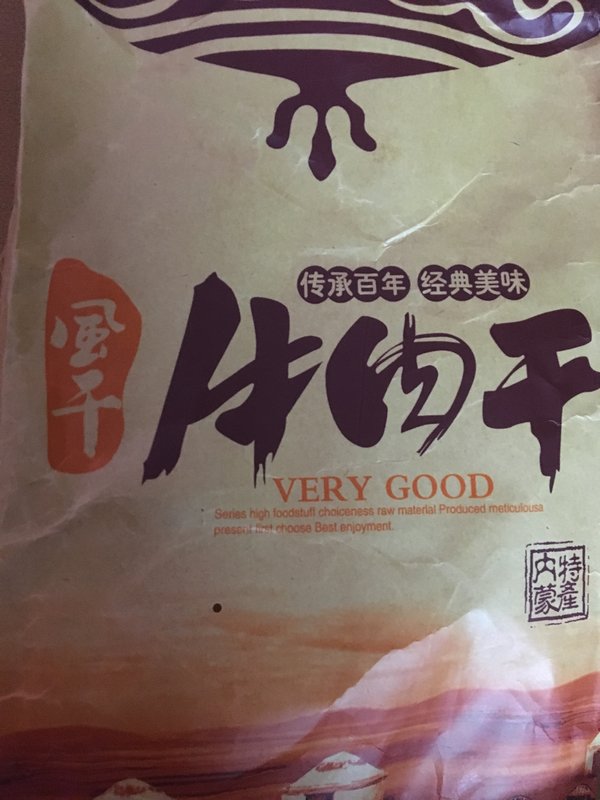 传承百年 经典美味
風干
牛肉干
VERY GOOD
Series high foodstuff choiceness raw material Produced meticulousa
present first choose Best enjoyment.
特產
内蒙